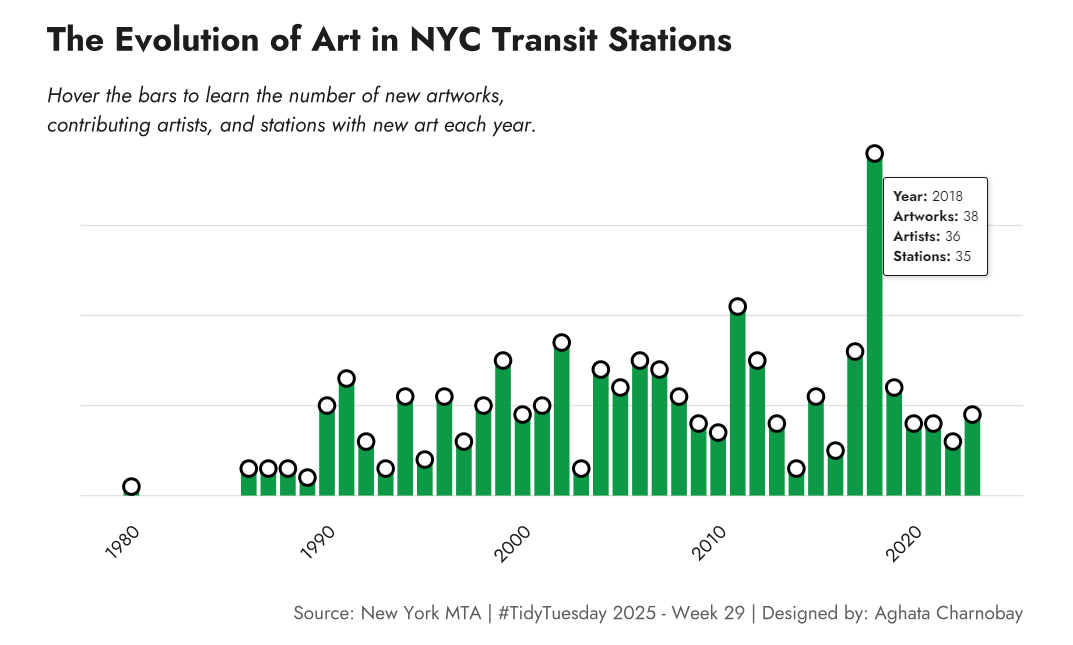 The Evolution of Art in NYC Transit Stations
Hover the bars to learn the number of new artworks,
contributing artists, and stations with new art each year.
Year: 2018
Artworks: 38
Artists: 36
Stations: 35
1980
1990
2000
2010
2020
Source: New York MTA | #TidyTuesday 2025 - Week 29 | Designed by: Aghata Charnobay